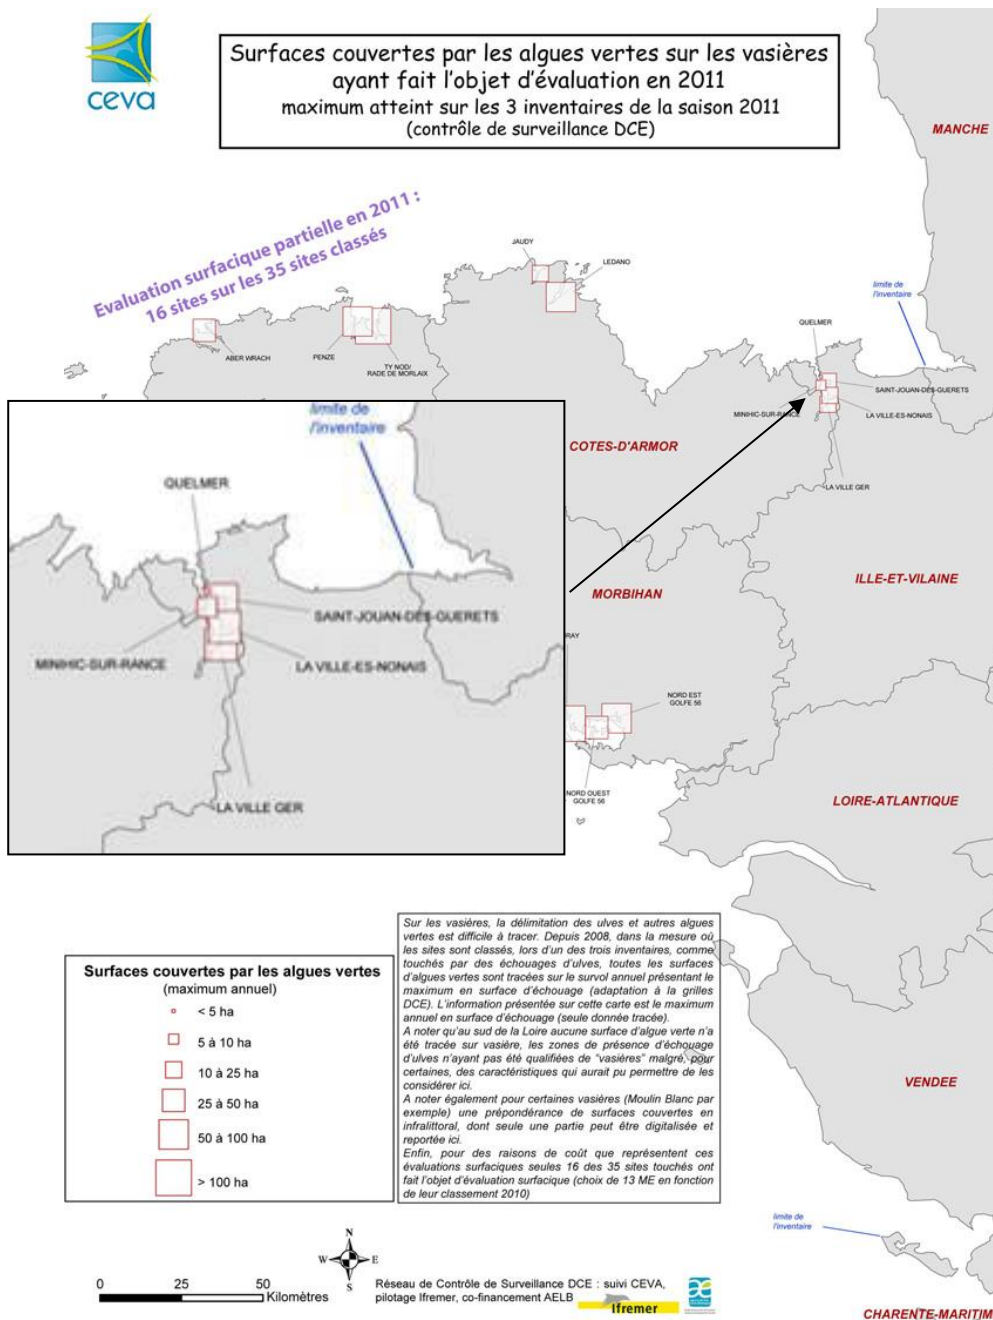 ceva
Surfaces couvertes par les algues vertes sur les vasières
ayant fait l'objet d'évaluation en 2011
maximum atteint sur les 3 inventaires de la saison 2011
(contrôle de surveillance DCE)
MANCHE
Evaluation surfacique partielle en 2011 :
16 sites sur les 35 sites classés
JAUDY
LEDANO
limite de
l'inventaire
QUELMER
ABER WRACH
PENZE
TY NOD/
RADE DE MORLAIX
SAINT-JOUAN-DES-GUERETS
MINIHIC-SUR-RANCE
LA VILLE-ES-NONAIS
COTES-D'ARMOR
LA VILLE GER
limite de
l'inventaire
QUELMER
SAINT-JOUAN-DES-GUERETS
MINIHIC-SUR-RANCE
LA VILLE-ES-NONAIS
LA VILLE GER
ILLE-ET-VILAINE
MORBIHAN
RAY
NORD EST
GOLFE 56
NORD OUEST
GOLFE 56
LOIRE-ATLANTIQUE
Surfaces couvertes par les algues vertes
(maximum annuel)
< 5 ha
5 à 10 ha
10 à 25 ha
25 à 50 ha
50 à 100 ha
> 100 ha
Sur les vasières, la délimitation des ulves et autres algues
vertes est difficile à tracer. Depuis 2008, dans la mesure où
les sites sont classés, lors d'un des trois inventaires, comme
touchés par des échouages d'ulves, toutes les surfaces
d'algues vertes sont tracées sur le survol annuel présentant le
maximum en surface d'échouage (adaptation à la grilles
DCE). L'information présentée sur cette carte est le maximum
annuel en surface d'échouage (seule donnée tracée).
A noter qu'au sud de la Loire aucune surface d'algue verte n'a
été tracée sur vasière, les zones de présence d'échouage
d'ulves n'ayant pas été qualifiées de "vasières" malgré, pour
certaines, des caractéristiques qui aurait pu permettre de les
considérer ici.
A noter également pour certaines vasières (Moulin Blanc par
exemple) une prépondérance de surfaces couvertes en
infralittoral, dont seule une partie peut être digitalisée et
reportée ici.
Enfin, pour des raisons de coût que représentent ces
évaluations surfaciques seules 16 des 35 sites touchés ont
fait l'objet d'évaluation surfacique (choix de 13 ME en fonction
de leur classement 2010)
VENDEE
limite de
l'inventaire
N
W E
S
0 25 50
Kilomètres
Réseau de Contrôle de Surveillance DCE : suivi CEVA,
pilotage Ifremer, co-financement AELB
Ifremer
CHARENTE-MARITIM